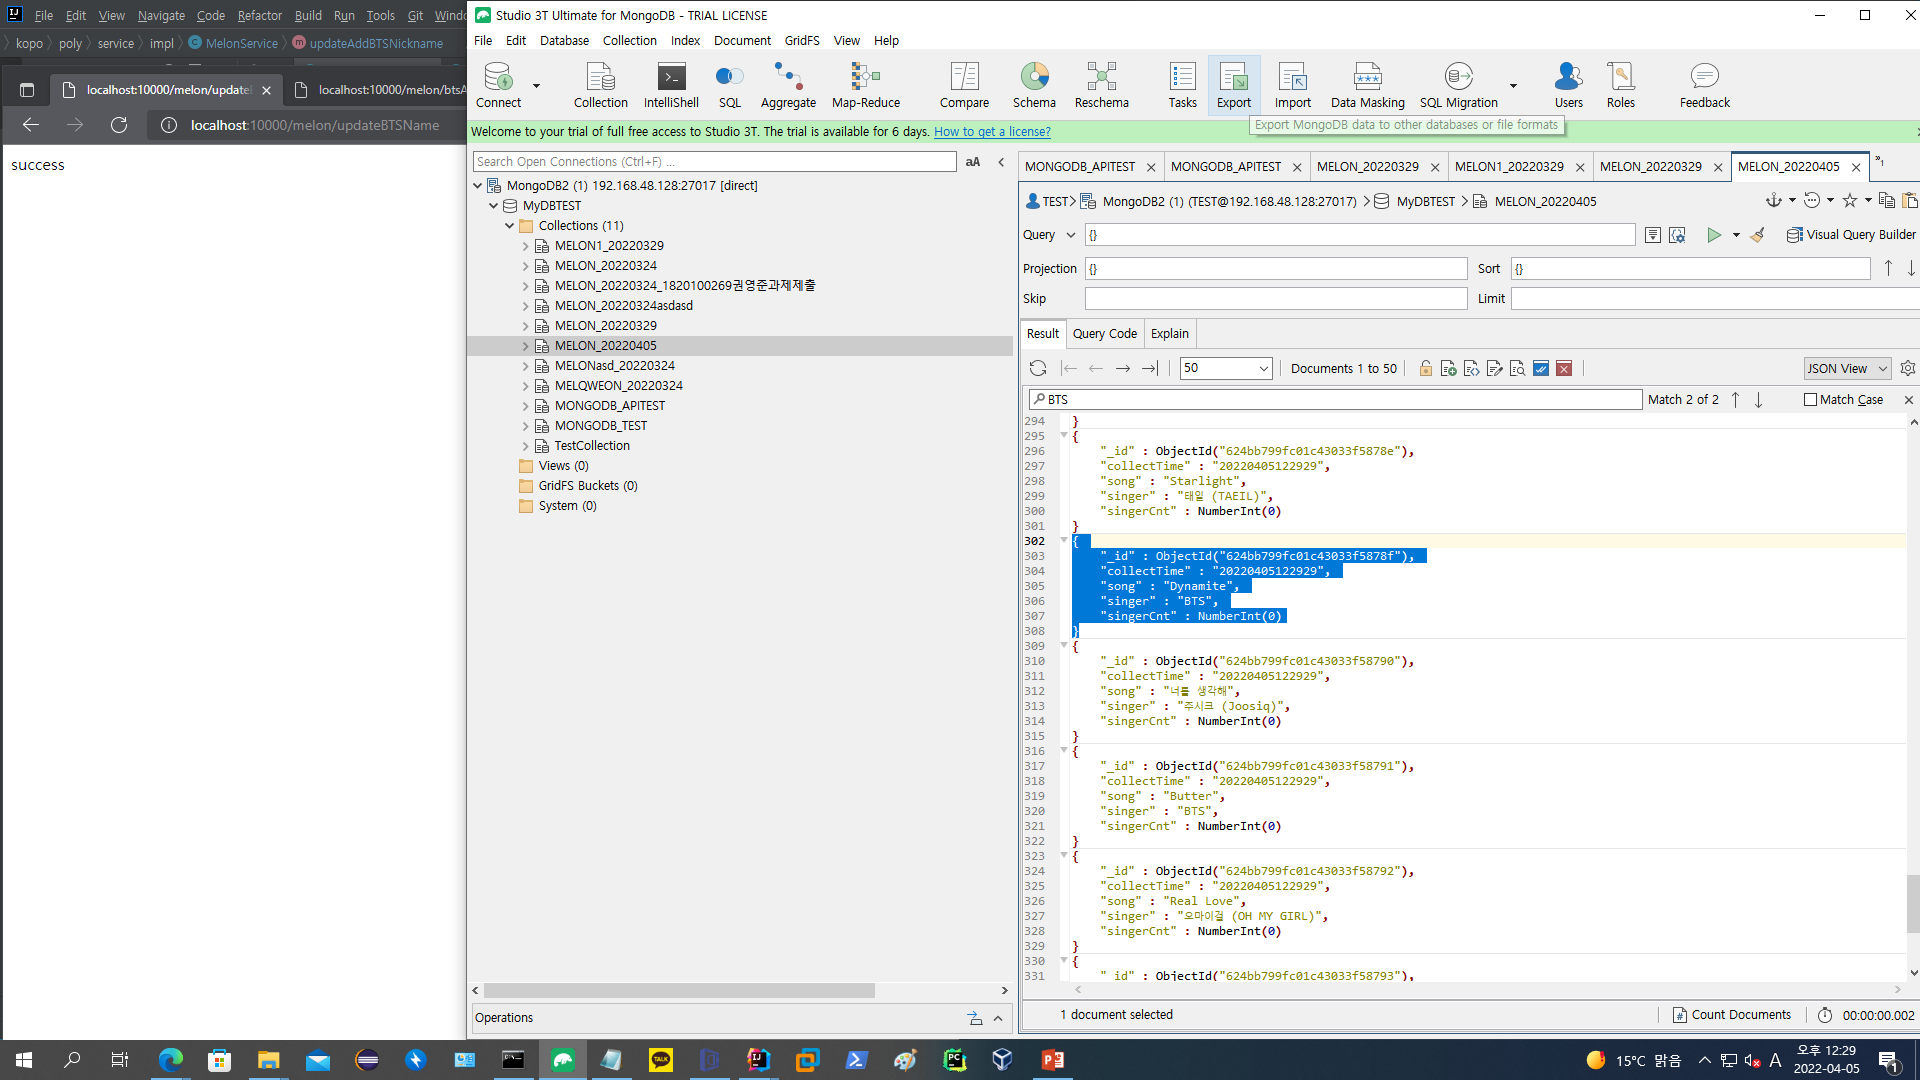 File Edit View Navigate Code Refactor Build Run Tools Git
kopo poly service impl MelonService updateAddBTSNickname
localhost:10000/melon/update
localhost:10000/melon/btsA
localhost:10000/melon/updateBTSName
success
Studio 3T Ultimate for MongoDB - TRIAL LICENSE
File Edit Database Collection Index Document GridFS View Help
Connect Collection IntelliShell SQL Aggregate Map-Reduce Compare Schema Reschema Tasks Export Import Data Masking SQL Migration Users Roles Feedback
Export MongoDB data to other databases or file formats
Welcome to your trial of full free access to Studio 3T. The trial is available for 6 days. How to get a license?
Search Open Connections (Ctrl+F) ... aA
MongoDB2 (1) 192.168.48.128:27017 [direct]
MyDBTEST
Collections (11)
MELON1_20220329
MELON_20220324
MELON_20220324_1820100269권영준과제제출
MELON_20220324asdasd
MELON_20220329
MELON_20220405
MELONasd_20220324
MELQWEON_20220324
MONGODB_APITEST
MONGODB_TEST
TestCollection
Views (0)
GridFS Buckets (0)
System (0)
Operations
MONGODB_APITEST MONGODB_APITEST MELON_20220329 MELON1_20220329 MELON_20220329 MELON_20220405 »1
TEST MongoDB2 (1) (TEST@192.168.48.128:27017) MyDBTEST MELON_20220405
Query {} Visual Query Builder
Projection {} Sort {}
Skip Limit
Result Query Code Explain
50 Documents 1 to 50 JSON View
BTS Match 2 of 2 Match Case
294 }
295 {
296 "_id" : ObjectId("624bb799fc01c43033f5878e"),
297 "collectTime" : "20220405122929",
298 "song" : "Starlight",
299 "singer" : "태일 (TAEIL)",
300 "singerCnt" : NumberInt(0)
301 }
302 {
303 "_id" : ObjectId("624bb799fc01c43033f5878f"),
304 "collectTime" : "20220405122929",
305 "song" : "Dynamite",
306 "singer" : "BTS",
307 "singerCnt" : NumberInt(0)
308 }
309 {
310 "_id" : ObjectId("624bb799fc01c43033f58790"),
311 "collectTime" : "20220405122929",
312 "song" : "너를 생각해",
313 "singer" : "주시크 (Joosiq)",
314 "singerCnt" : NumberInt(0)
315 }
316 {
317 "_id" : ObjectId("624bb799fc01c43033f58791"),
318 "collectTime" : "20220405122929",
319 "song" : "Butter",
320 "singer" : "BTS",
321 "singerCnt" : NumberInt(0)
322 }
323 {
324 "_id" : ObjectId("624bb799fc01c43033f58792"),
325 "collectTime" : "20220405122929",
326 "song" : "Real Love",
327 "singer" : "오마이걸 (OH MY GIRL)",
328 "singerCnt" : NumberInt(0)
329 }
330 {
331 "_id" : ObjectId("624bb799fc01c43033f58793"),
1 document selected Count Documents 00:00:00.002
15°C 맑음 A 오후 12:29
2022-04-05
1